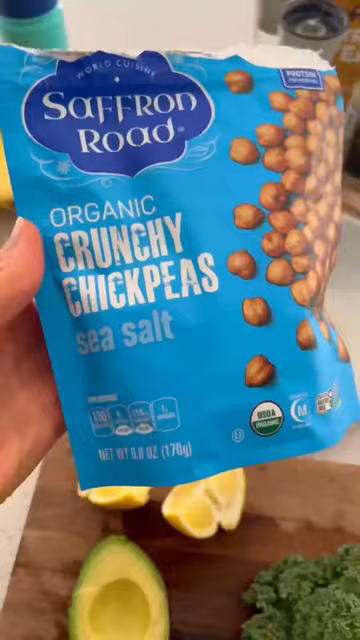 WORLD CUISINE
Saffron
Road
PROTEIN
ORGANIC
CRUNCHY
CHICKPEAS
sea salt
USDA
ORGANIC
M
NET WT 6.0 OZ (170g)